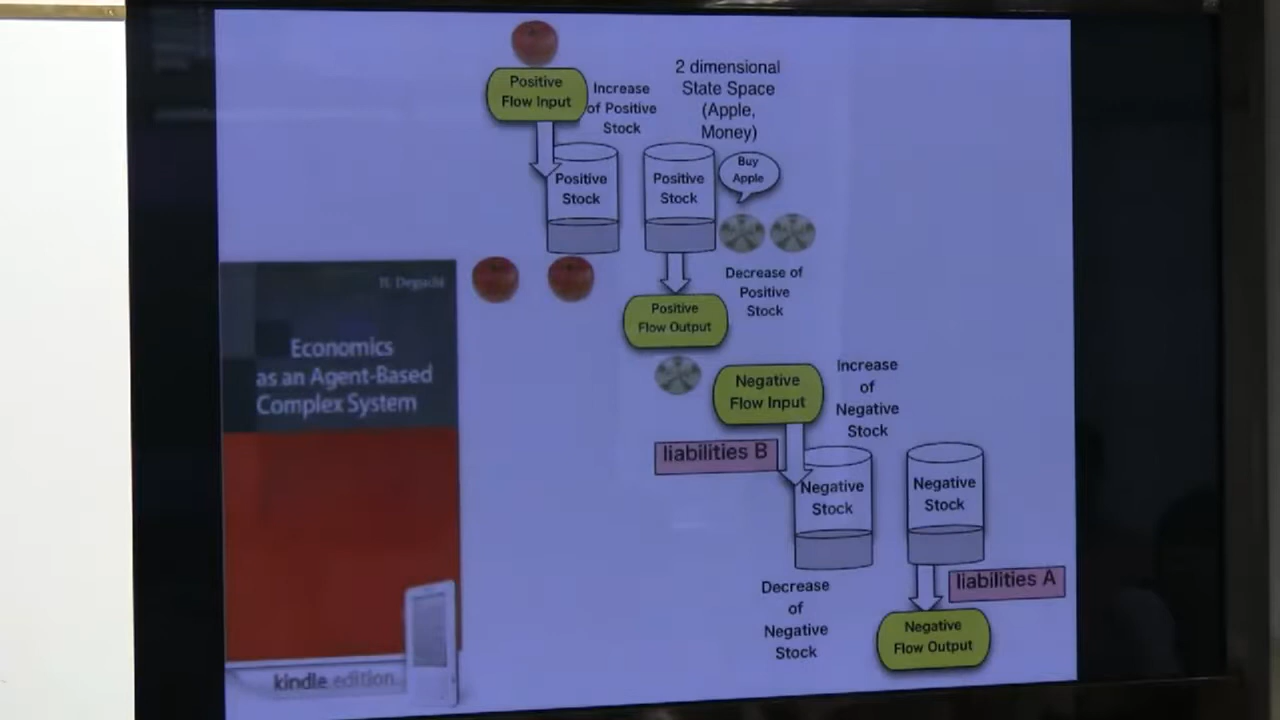 Positive
Flow Input
Increase
of Positive
Stock
2 dimensional
State Space
(Apple,
Money)
Positive
Stock
Positive
Stock
Buy
Apple
Decrease of
Positive
Stock
Positive
Flow Output
H. Deguchi
Economics
as an Agent-Based
Complex System
kindle edition
Negative
Flow Input
Increase
of
Negative
Stock
liabilities B
Negative
Stock
Negative
Stock
liabilities A
Decrease
of
Negative
Stock
Negative
Flow Output